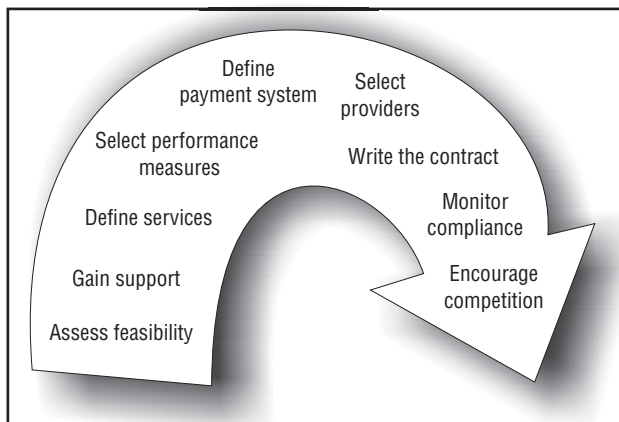 Assess feasibility
Gain support
Define services
Select performance
measures
Define
payment system
Select
providers
Write the contract
Monitor
compliance
Encourage
competition